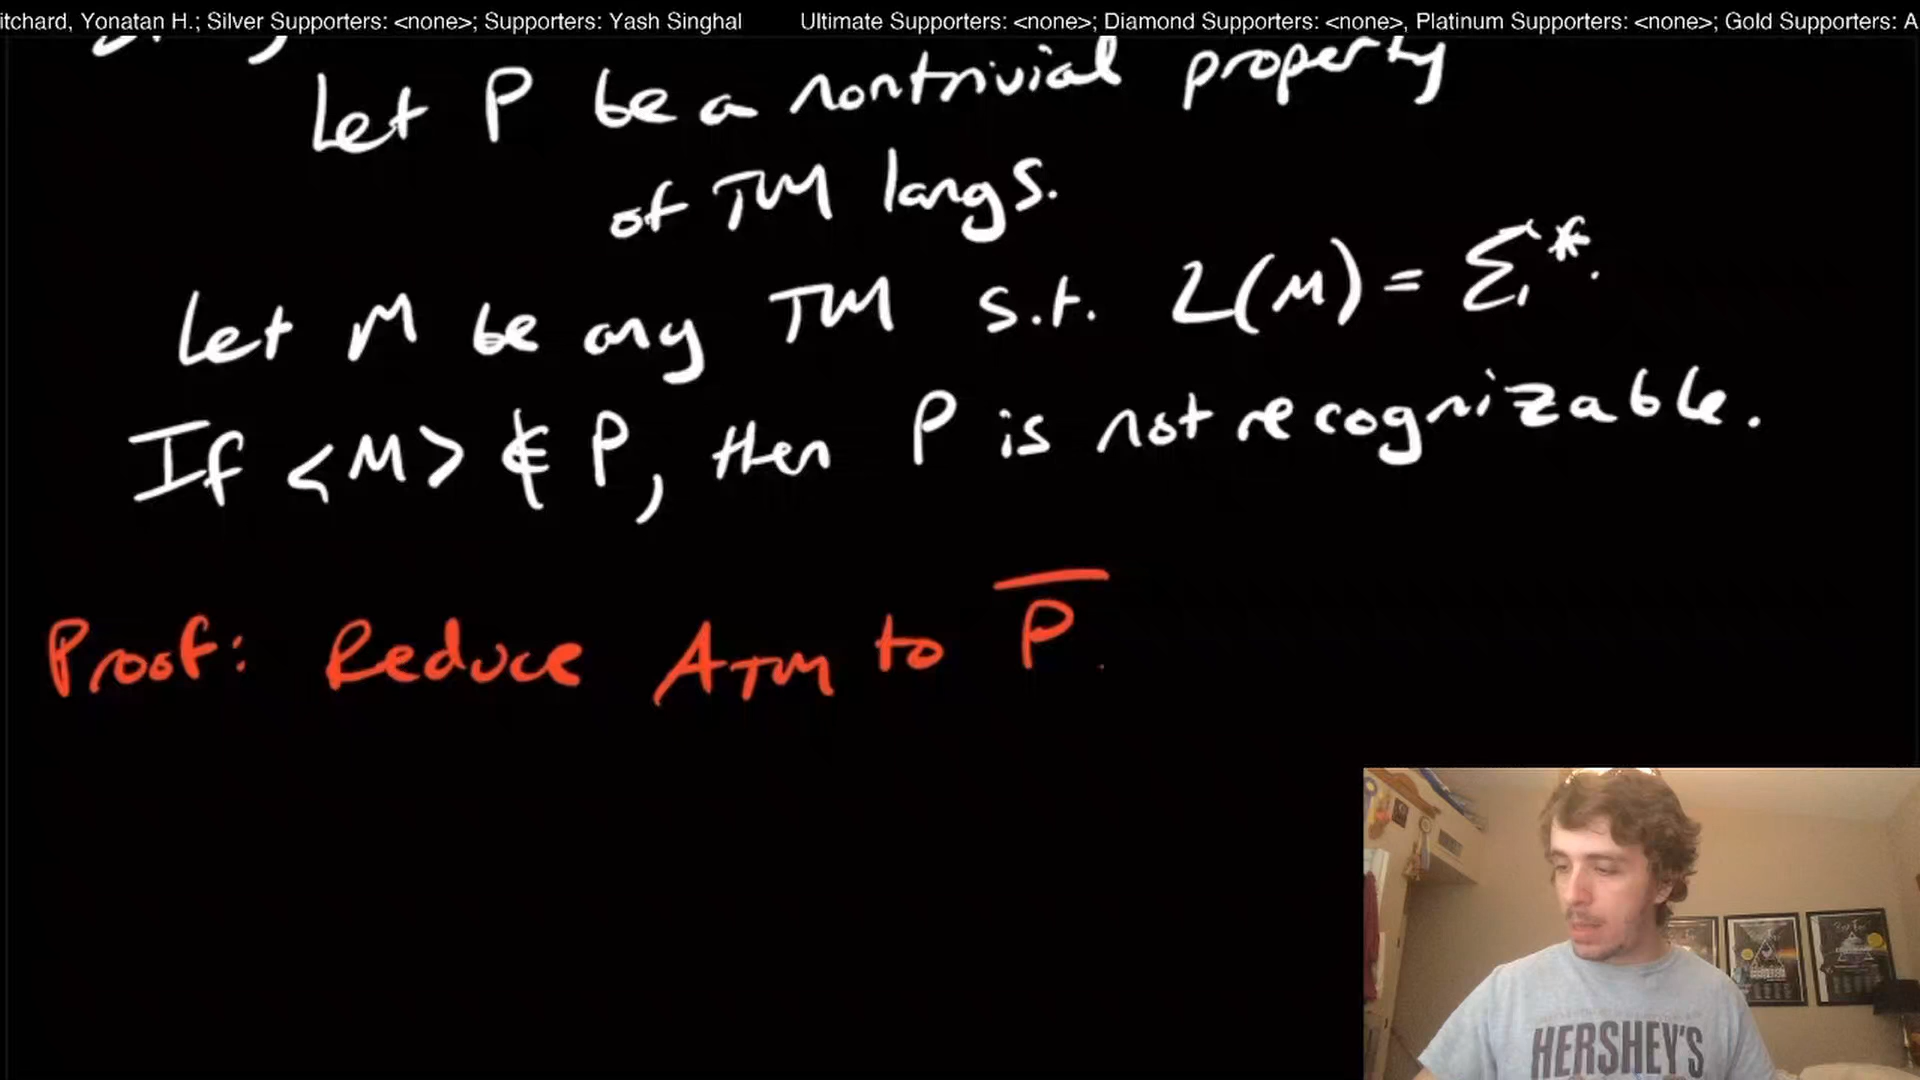 itchard, Yonatan H.; Silver Supporters: <none>; Supporters: Yash Singhal Ultimate Supporters: <none>; Diamond Supporters: <none>, Platinum Supporters: <none>; Gold Supporters: A
Let P be a nontrivial property
of TM langs.
Let M be any TM s.t. L(M) = Σ*.
If <M> ∉ P, then P is not recognizable.
Proof: Reduce ATM to P̅.
HERSHEY'S